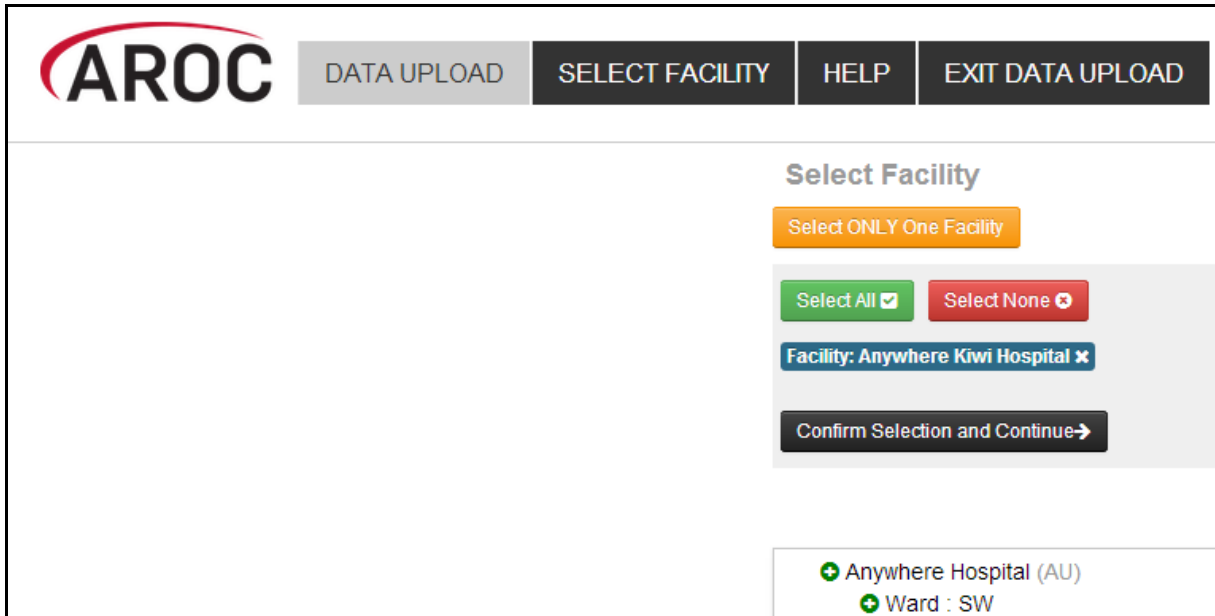 AROC DATA UPLOAD SELECT FACILITY HELP EXIT DATA UPLOAD
Select Facility
Select ONLY One Facility
Select All Select None
Facility: Anywhere Kiwi Hospital
Confirm Selection and Continue
Anywhere Hospital (AU)
Ward : SW